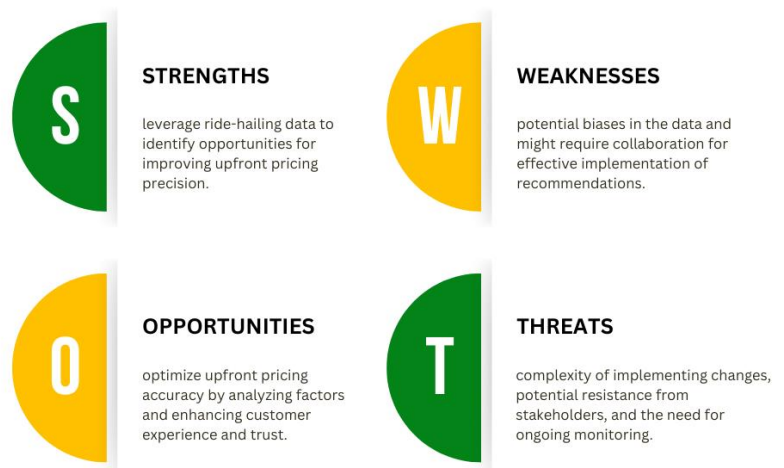 S
STRENGTHS
leverage ride-hailing data to
identify opportunities for
improving upfront pricing
precision.
W
WEAKNESSES
potential biases in the data and
might require collaboration for
effective implementation of
recommendations.
O
OPPORTUNITIES
optimize upfront pricing
accuracy by analyzing factors
and enhancing customer
experience and trust.
T
THREATS
complexity of implementing changes,
potential resistance from
stakeholders, and the need for
ongoing monitoring.